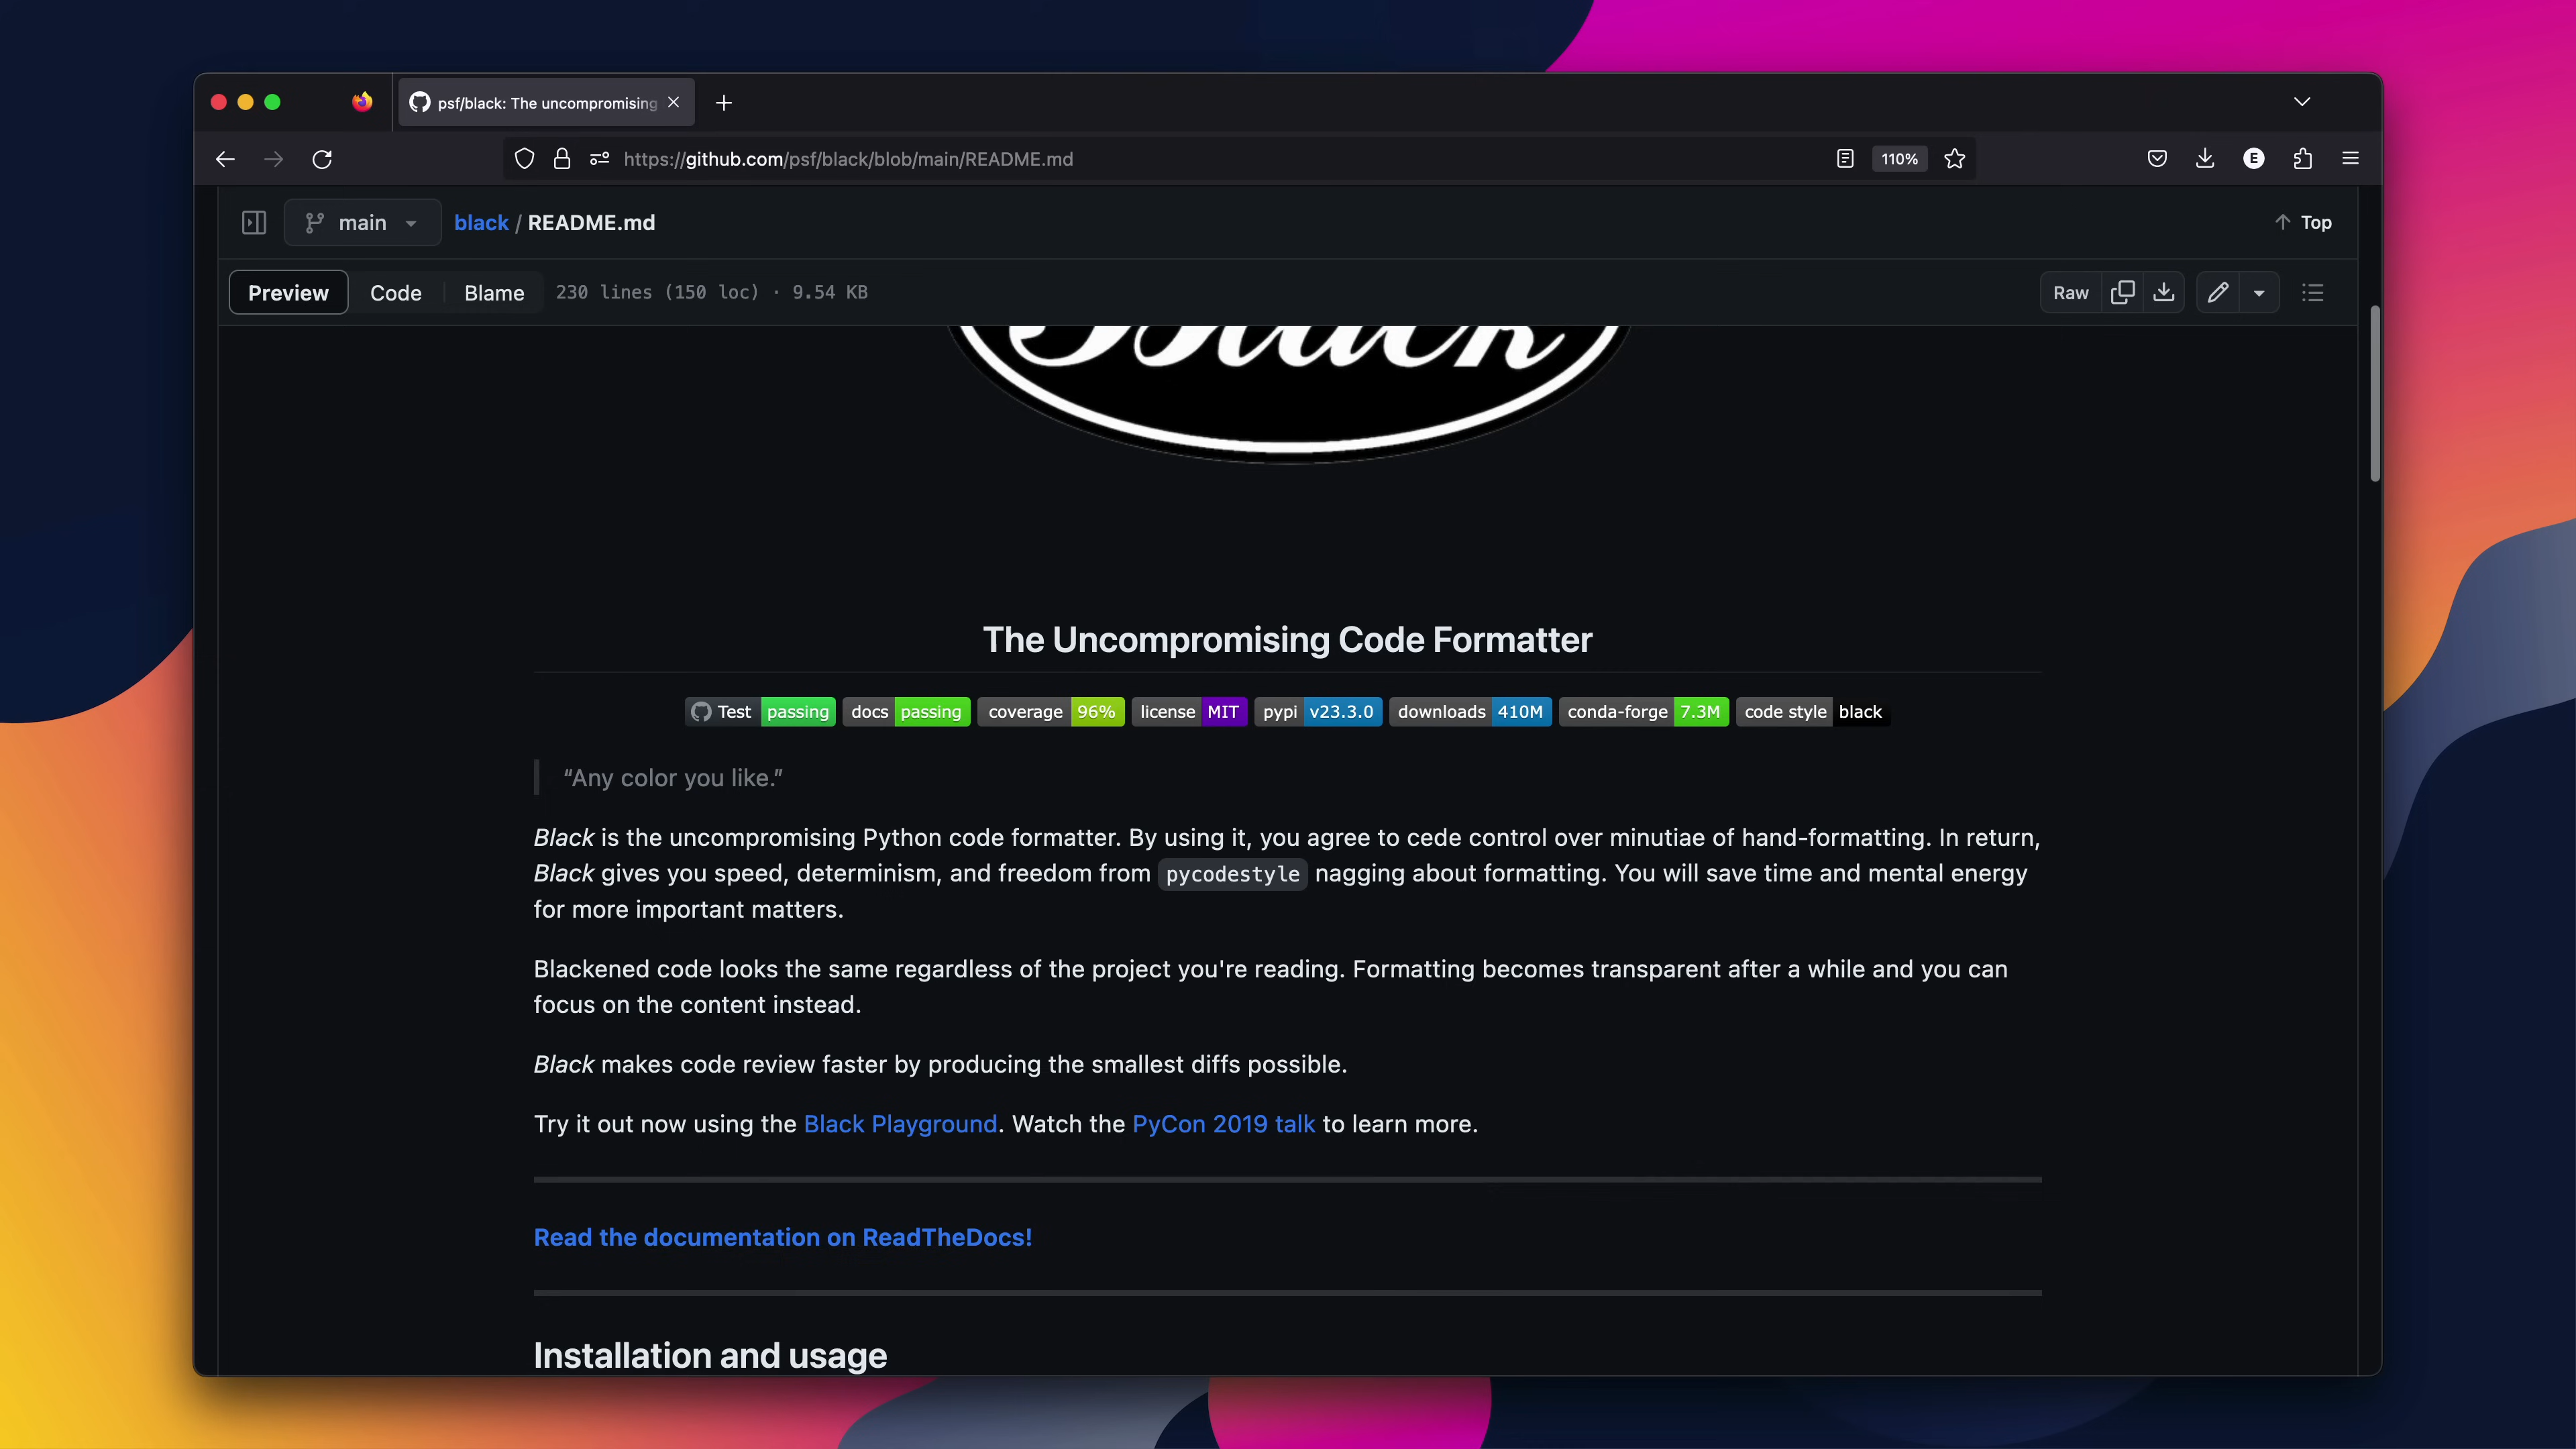 psf/black: The uncompromising
https://github.com/psf/black/blob/main/README.md
110%
E
main
black / README.md
Top
Preview
Code
Blame
230 lines (150 loc) · 9.54 KB
Raw
Black
The Uncompromising Code Formatter
Test passing docs passing coverage 96% license MIT pypi v23.3.0 downloads 410M conda-forge 7.3M code style black
“Any color you like.”
Black is the uncompromising Python code formatter. By using it, you agree to cede control over minutiae of hand-formatting. In return,
Black gives you speed, determinism, and freedom from pycodestyle nagging about formatting. You will save time and mental energy
for more important matters.
Blackened code looks the same regardless of the project you're reading. Formatting becomes transparent after a while and you can
focus on the content instead.
Black makes code review faster by producing the smallest diffs possible.
Try it out now using the Black Playground. Watch the PyCon 2019 talk to learn more.
Read the documentation on ReadTheDocs!
Installation and usage